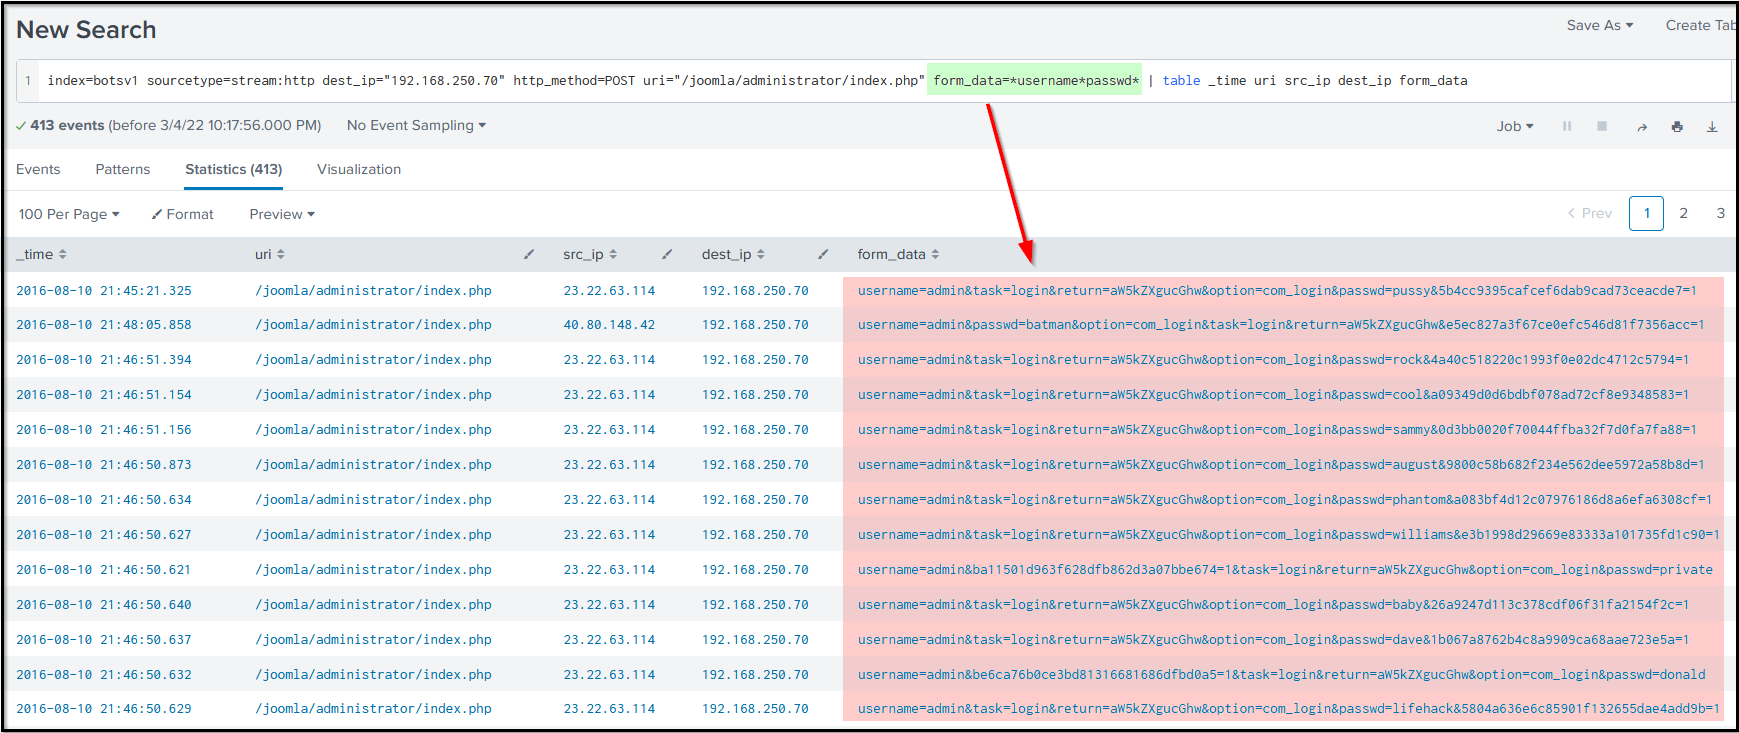 New Search
Save As
Create Tab
1 index=botsv1 sourcetype=stream:http dest_ip="192.168.250.70" http_method=POST uri="/joomla/administrator/index.php" form_data=*username*passwd* | table _time uri src_ip dest_ip form_data
413 events (before 3/4/22 10:17:56.000 PM) No Event Sampling Job
Events Patterns Statistics (413) Visualization
100 Per Page Format Preview < Prev 1 2 3
_time uri src_ip dest_ip form_data
2016-08-10 21:45:21.325 /joomla/administrator/index.php 23.22.63.114 192.168.250.70 username=admin&task=login&return=aW5kZXgucGhw&option=com_login&passwd=pussy&5b4cc9395cafcef6dab9cad73ceacde7=1
2016-08-10 21:48:05.858 /joomla/administrator/index.php 40.80.148.42 192.168.250.70 username=admin&passwd=batman&option=com_login&task=login&return=aW5kZXgucGhw&e5ec827a3f67ce0efc546d81f7356acc=1
2016-08-10 21:46:51.394 /joomla/administrator/index.php 23.22.63.114 192.168.250.70 username=admin&task=login&return=aW5kZXgucGhw&option=com_login&passwd=rock&4a40c518220c1993f0e02dc4712c5794=1
2016-08-10 21:46:51.154 /joomla/administrator/index.php 23.22.63.114 192.168.250.70 username=admin&task=login&return=aW5kZXgucGhw&option=com_login&passwd=cool&a09349d0d6bdbf078ad72cf8e9348583=1
2016-08-10 21:46:51.156 /joomla/administrator/index.php 23.22.63.114 192.168.250.70 username=admin&task=login&return=aW5kZXgucGhw&option=com_login&passwd=sammy&0d3bb0020f70044ffba32f7d0fa7fa88=1
2016-08-10 21:46:50.873 /joomla/administrator/index.php 23.22.63.114 192.168.250.70 username=admin&task=login&return=aW5kZXgucGhw&option=com_login&passwd=august&9800c58b682f234e562dee5972a58b8d=1
2016-08-10 21:46:50.634 /joomla/administrator/index.php 23.22.63.114 192.168.250.70 username=admin&task=login&return=aW5kZXgucGhw&option=com_login&passwd=phantom&a083bf4d12c07976186d8a6efa6308cf=1
2016-08-10 21:46:50.627 /joomla/administrator/index.php 23.22.63.114 192.168.250.70 username=admin&task=login&return=aW5kZXgucGhw&option=com_login&passwd=williams&e3b1998d29669e83333a101735fd1c90=1
2016-08-10 21:46:50.621 /joomla/administrator/index.php 23.22.63.114 192.168.250.70 username=admin&ba11501d963f628dfb862d3a07bbe674=1&task=login&return=aW5kZXgucGhw&option=com_login&passwd=private
2016-08-10 21:46:50.640 /joomla/administrator/index.php 23.22.63.114 192.168.250.70 username=admin&task=login&return=aW5kZXgucGhw&option=com_login&passwd=baby&26a9247d113c378cdf06f31fa2154f2c=1
2016-08-10 21:46:50.637 /joomla/administrator/index.php 23.22.63.114 192.168.250.70 username=admin&task=login&return=aW5kZXgucGhw&option=com_login&passwd=dave&1b067a8762b4c8a9909ca68aae723e5a=1
2016-08-10 21:46:50.632 /joomla/administrator/index.php 23.22.63.114 192.168.250.70 username=admin&be6ca76b0ce3bd81316681686dfbd0a5=1&task=login&return=aW5kZXgucGhw&option=com_login&passwd=donald
2016-08-10 21:46:50.629 /joomla/administrator/index.php 23.22.63.114 192.168.250.70 username=admin&task=login&return=aW5kZXgucGhw&option=com_login&passwd=lifehack&5804a636e6c85901f132655dae4add9b=1